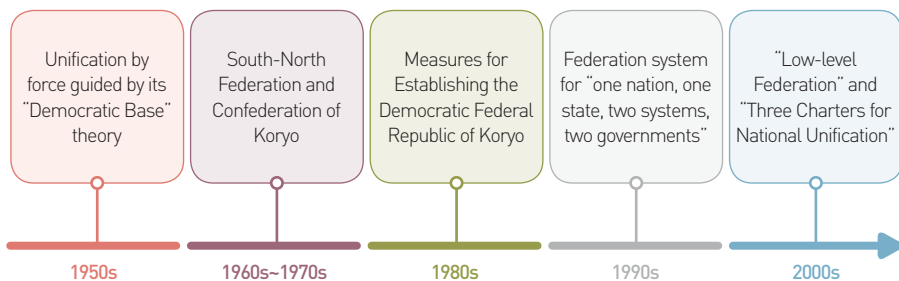 Unification by
force guided by its
“Democratic Base”
theory
South-North
Federation and
Confederation of
Koryo
Measures for
Establishing the
Democratic Federal
Republic of Koryo
Federation system
for “one nation, one
state, two systems,
two governments”
“Low-level
Federation” and
“Three Charters for
National Unification”
1950s
1960s~1970s
1980s
1990s
2000s